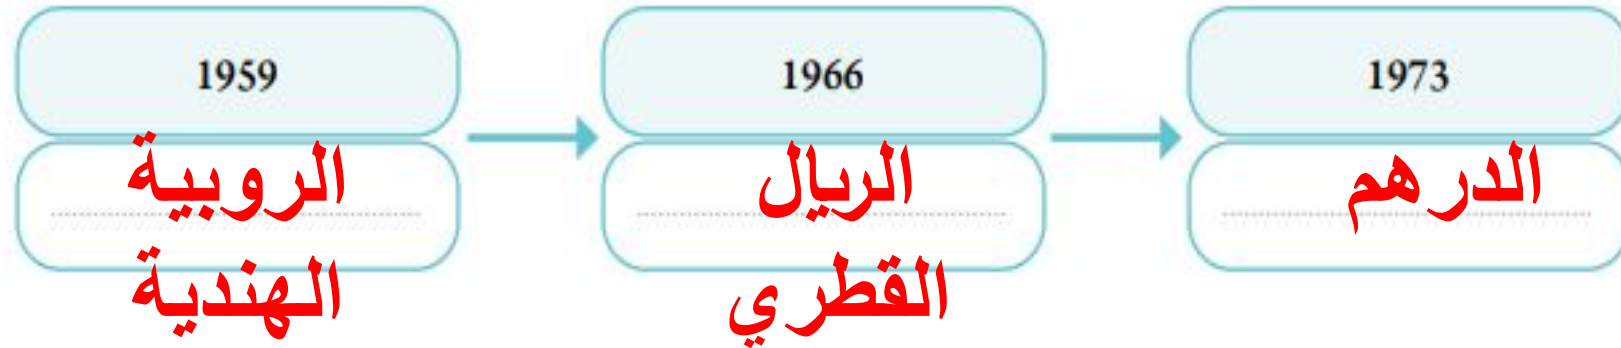 1959
الروبية
الهندية
1966
الريال
القطري
1973
الدرهم